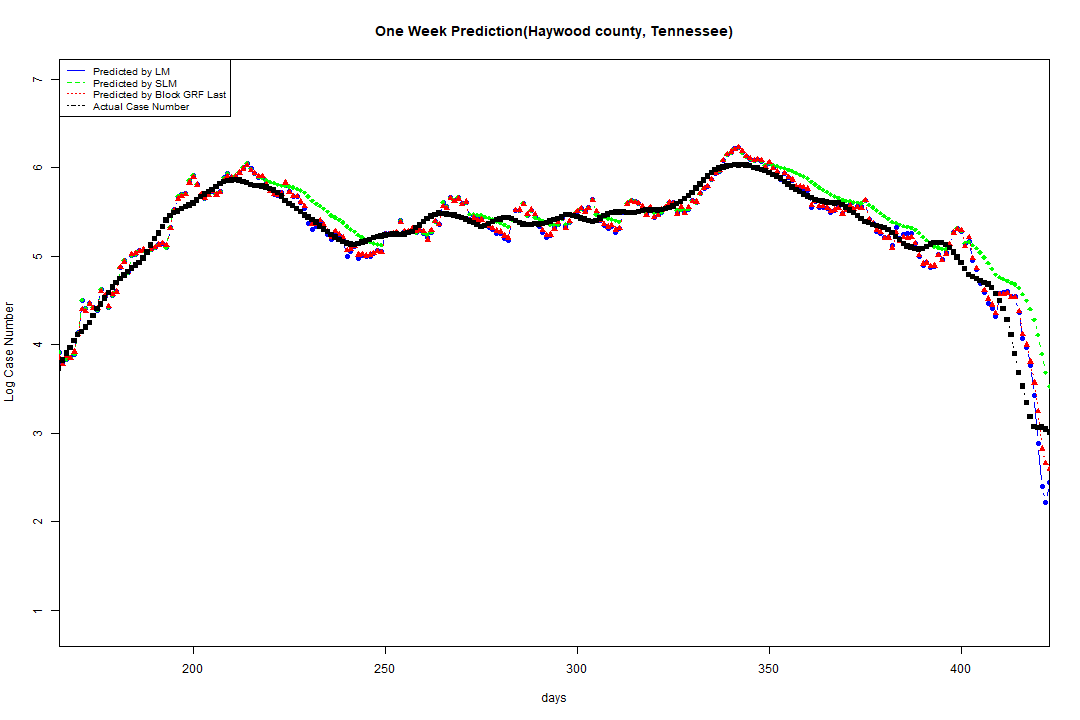 One Week Prediction(Haywood county, Tennessee)
Predicted by LM
Predicted by SLM
Predicted by Block GRF Last
Actual Case Number
7
6
5
4
3
2
1
Log Case Number
200 250 300 350 400
days